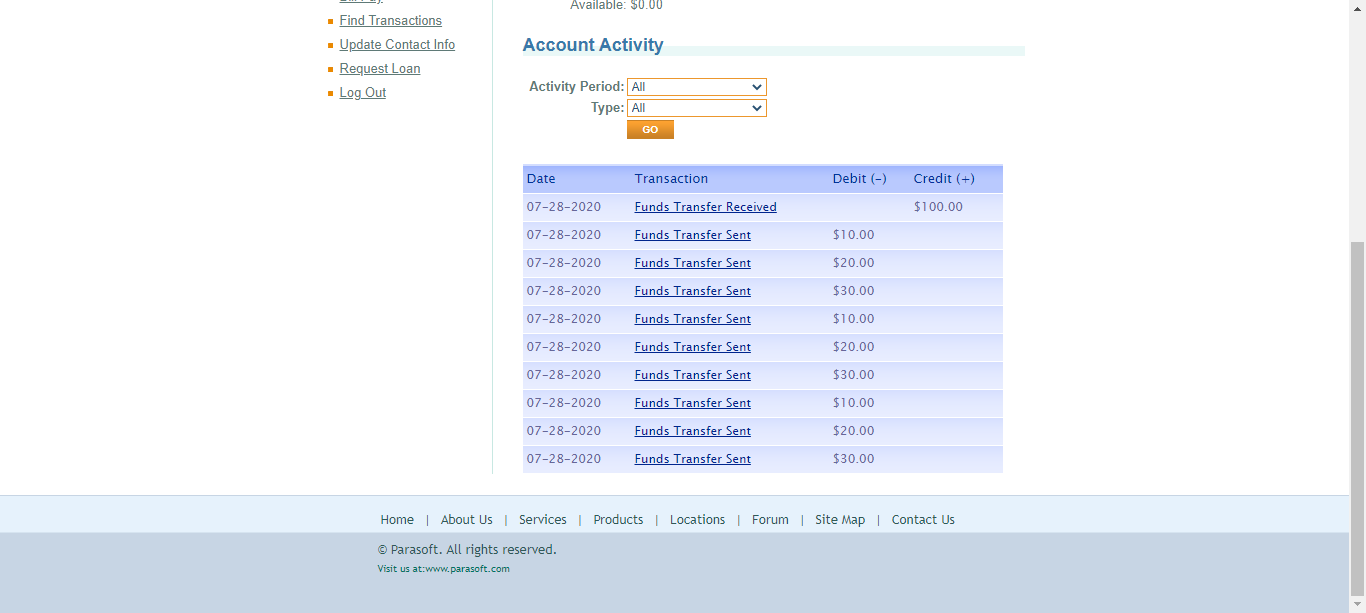 Bill Pay
Available: $0.00
Find Transactions
Update Contact Info
Request Loan
Log Out
Account Activity
Activity Period: All
Type: All
GO
Date Transaction Debit (-) Credit (+)
07-28-2020 Funds Transfer Received $100.00
07-28-2020 Funds Transfer Sent $10.00
07-28-2020 Funds Transfer Sent $20.00
07-28-2020 Funds Transfer Sent $30.00
07-28-2020 Funds Transfer Sent $10.00
07-28-2020 Funds Transfer Sent $20.00
07-28-2020 Funds Transfer Sent $30.00
07-28-2020 Funds Transfer Sent $10.00
07-28-2020 Funds Transfer Sent $20.00
07-28-2020 Funds Transfer Sent $30.00
Home | About Us | Services | Products | Locations | Forum | Site Map | Contact Us
© Parasoft. All rights reserved.
Visit us at:www.parasoft.com